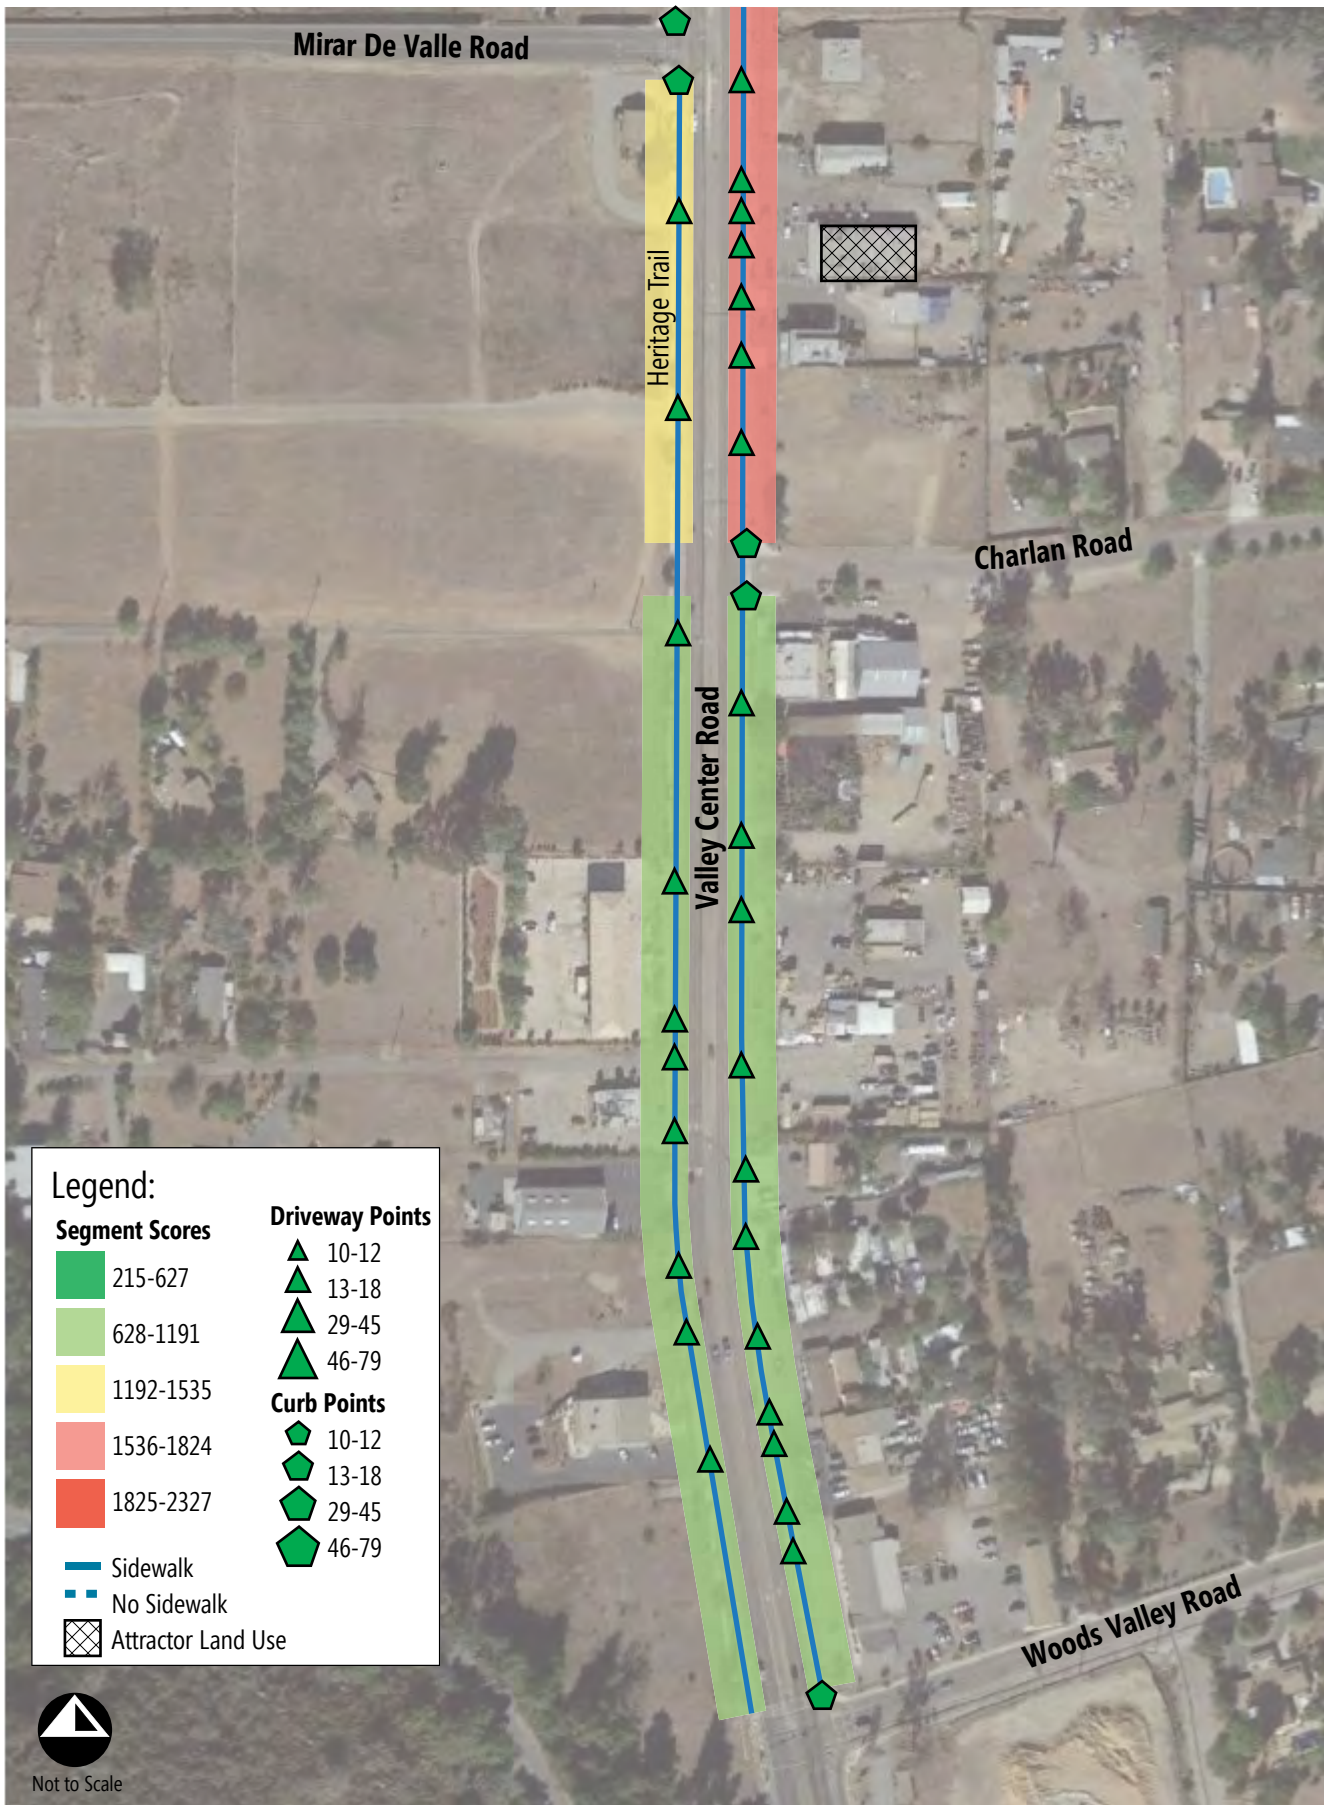 Mirar De Valle Road
Heritage Trail
Charlan Road
Valley Center Road
Woods Valley Road
Legend:
Segment Scores
215-627
628-1191
1192-1535
1536-1824
1825-2327
Sidewalk
No Sidewalk
Attractor Land Use
Driveway Points
10-12
13-18
29-45
46-79
Curb Points
10-12
13-18
29-45
46-79
Not to Scale